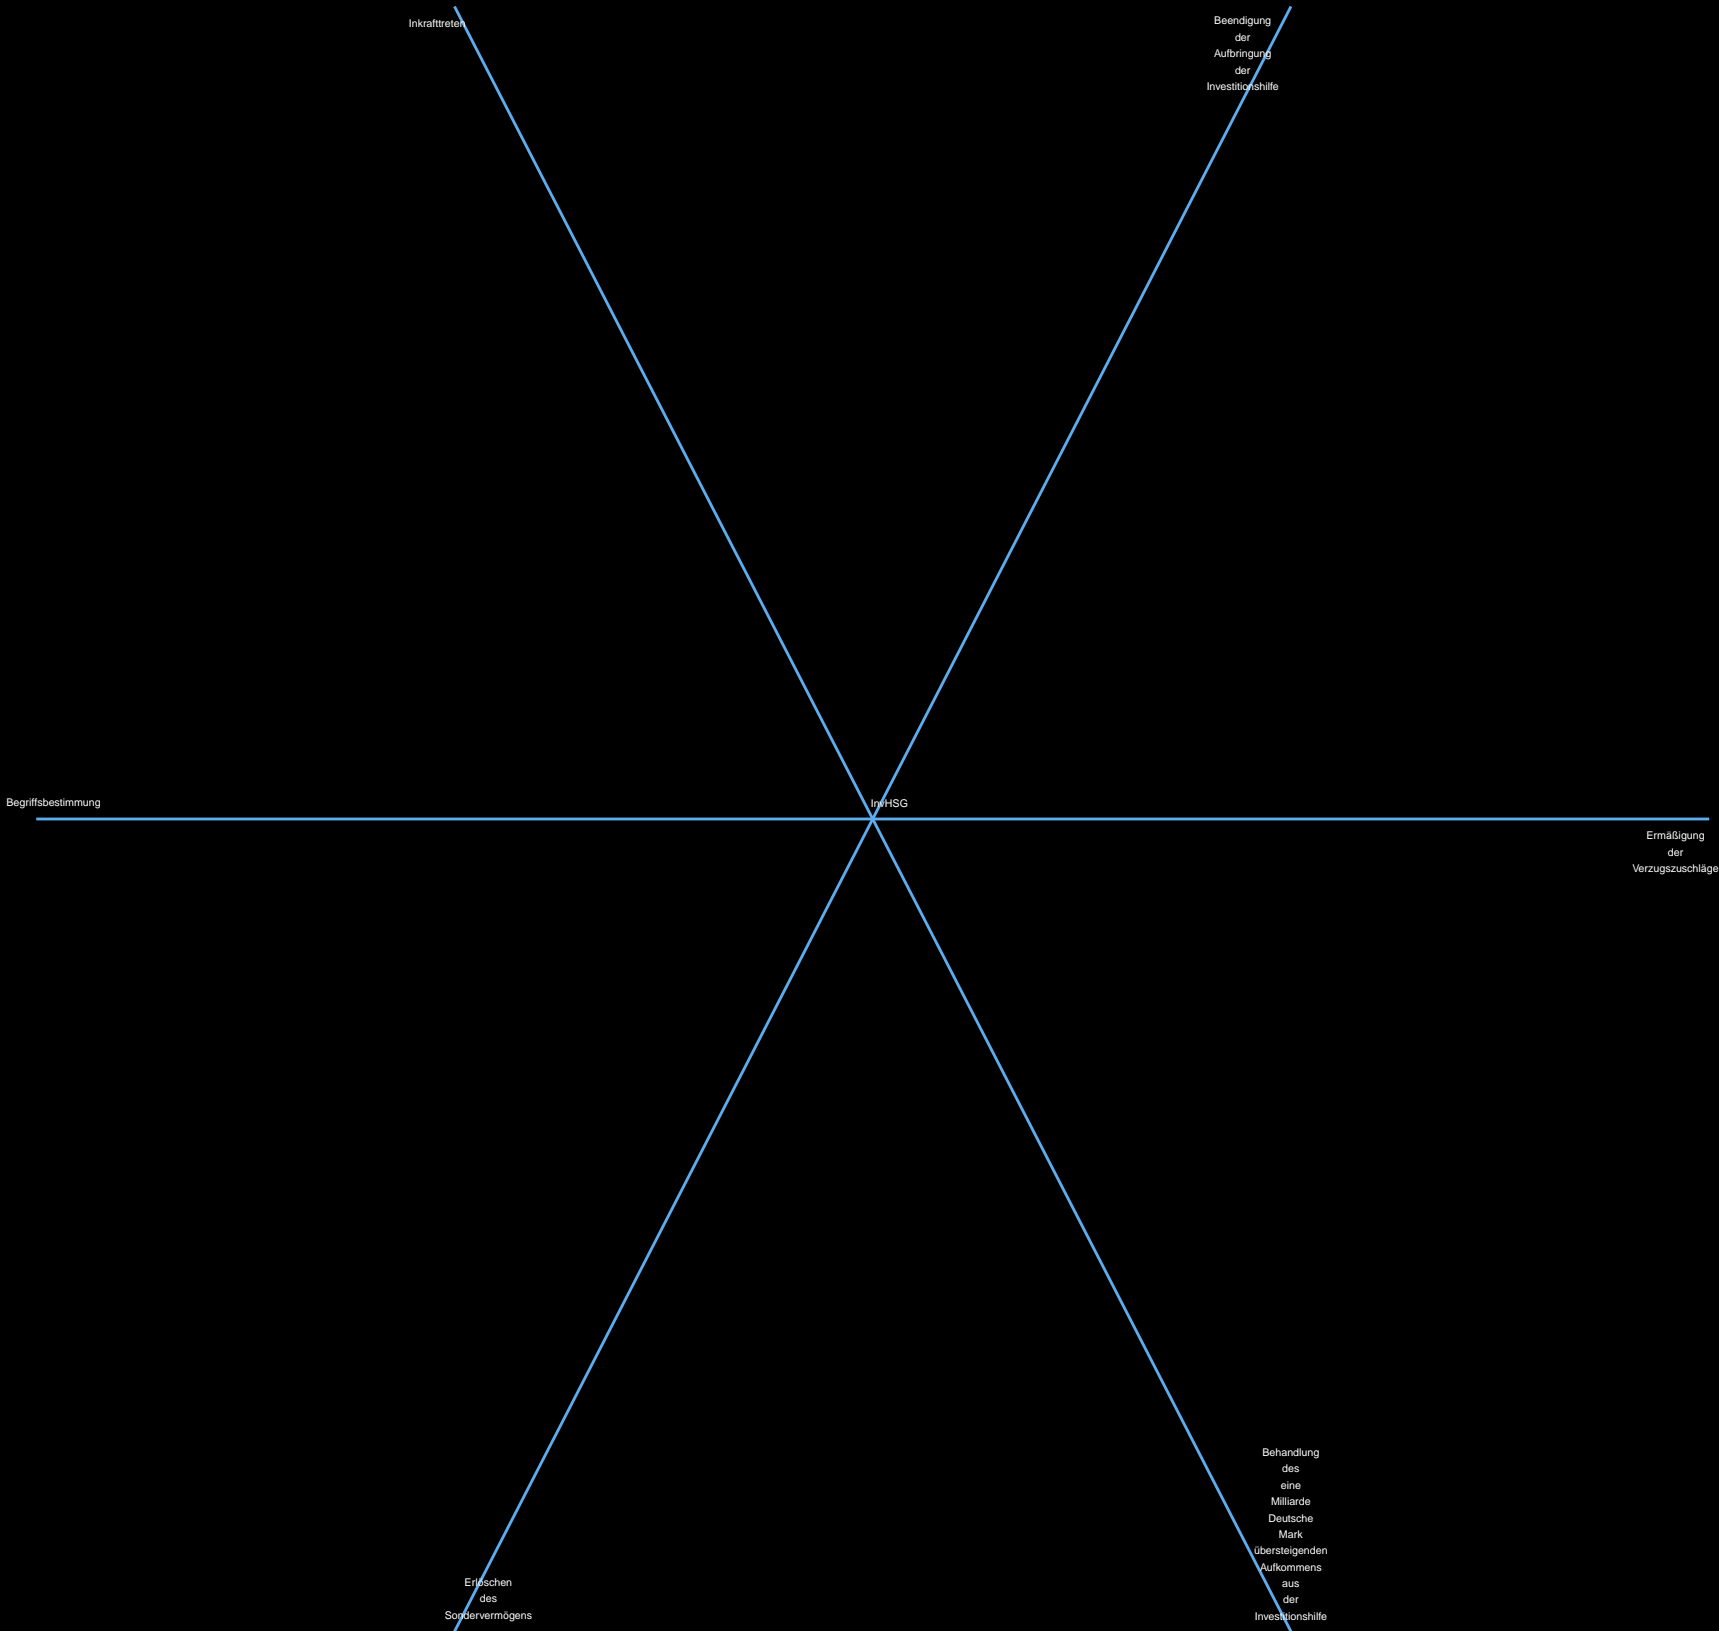 Inkrafttreten
Beendigung
der
Aufbringung
der
Investitionshilfe
Begriffsbestimmung
InvHSG
Ermäßigung
der
Verzugszuschläge
Behandlung
des
eine
Milliarde
Deutsche
Mark
übersteigenden
Aufkommens
aus
der
Investitionshilfe
Erlöschen
des
Sondervermögens